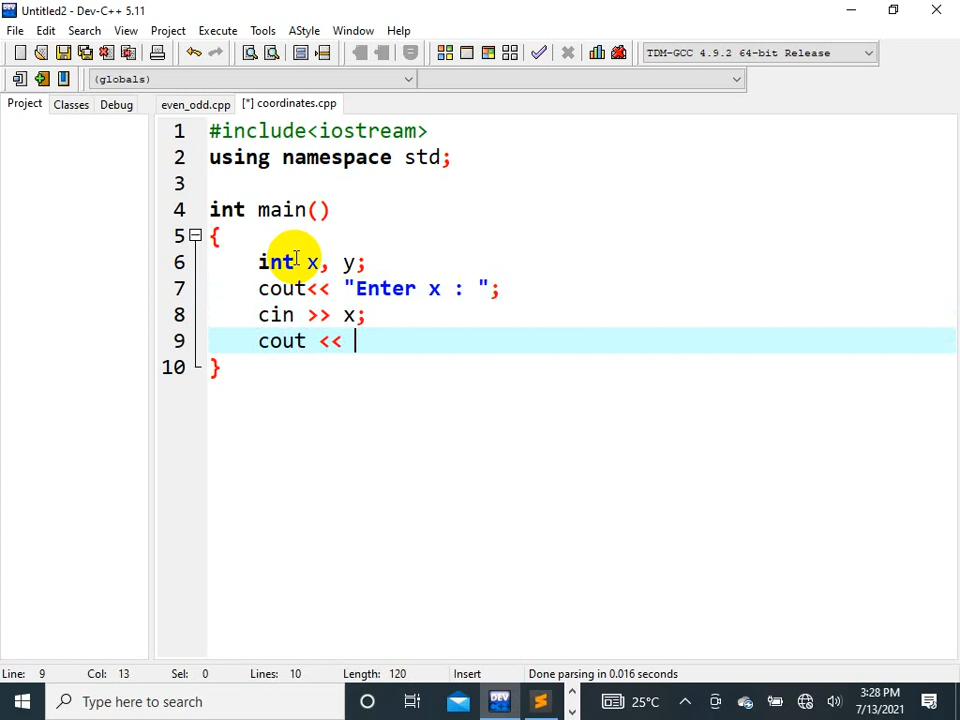 Untitled2 - Dev-C++ 5.11
File Edit Search View Project Execute Tools AStyle Window Help
TDM-GCC 4.9.2 64-bit Release
(globals)
Project Classes Debug even_odd.cpp [*] coordinates.cpp
1 #include<iostream>
2 using namespace std;
3
4 int main()
5 {
6 int x, y;
7 cout<< "Enter x : ";
8 cin >> x;
9 cout <<
10 }
Line: 9 Col: 13 Sel: 0 Lines: 10 Length: 120 Insert Done parsing in 0.016 seconds
Type here to search DEV 25°C 3:28 PM
7/13/2021